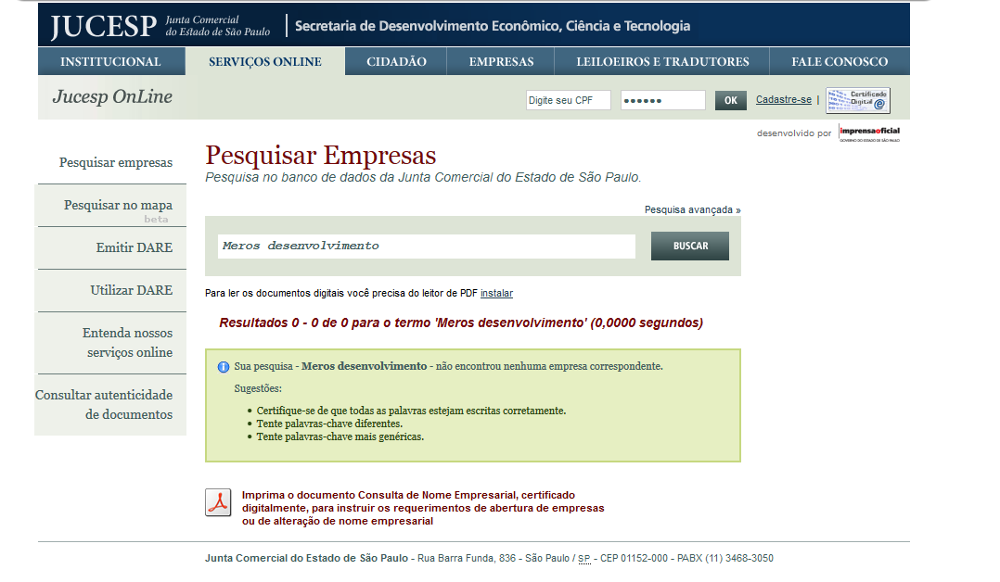 JUCESP Junta Comercial
do Estado de São Paulo
Secretaria de Desenvolvimento Econômico, Ciência e Tecnologia
INSTITUCIONAL SERVIÇOS ONLINE CIDADÃO EMPRESAS LEILOEIROS E TRADUTORES FALE CONOSCO
Jucesp OnLine
Digite seu CPF •••••• OK Cadastre-se | Certificado
Digital
desenvolvido por imprensaoficial
GOVERNO DO ESTADO DE SÃO PAULO
Pesquisar empresas
Pesquisar no mapa
beta
Emitir DARE
Utilizar DARE
Entenda nossos
serviços online
Consultar autenticidade
de documentos
Pesquisar Empresas
Pesquisa no banco de dados da Junta Comercial do Estado de São Paulo.
Pesquisa avançada »
Meros desenvolvimento BUSCAR
Para ler os documentos digitais você precisa do leitor de PDF instalar
Resultados 0 - 0 de 0 para o termo 'Meros desenvolvimento' (0,0000 segundos)
Sua pesquisa - Meros desenvolvimento - não encontrou nenhuma empresa correspondente.
Sugestões:
• Certifique-se de que todas as palavras estejam escritas corretamente.
• Tente palavras-chave diferentes.
• Tente palavras-chave mais genéricas.
Imprima o documento Consulta de Nome Empresarial, certificado
digitalmente, para instruir os requerimentos de abertura de empresas
ou de alteração de nome empresarial
Junta Comercial do Estado de São Paulo - Rua Barra Funda, 836 - São Paulo / SP - CEP 01152-000 - PABX (11) 3468-3050